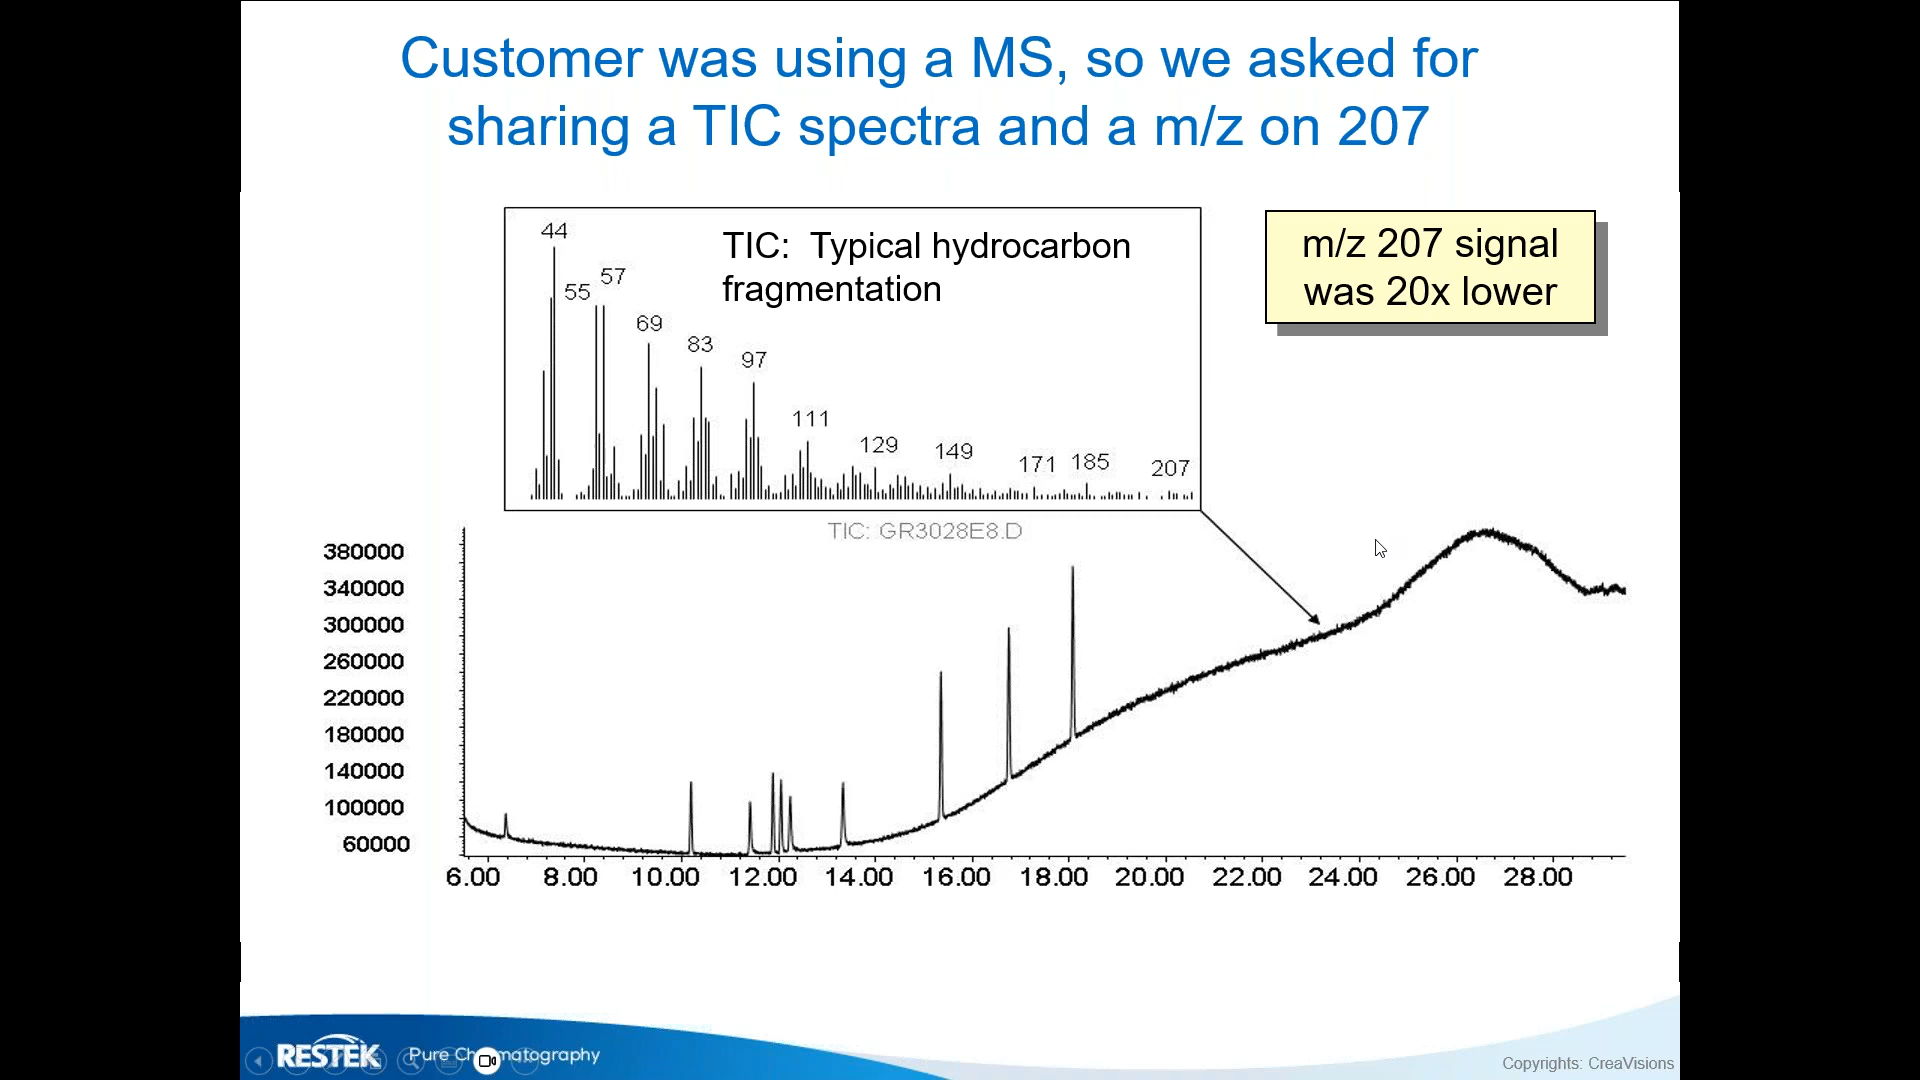 Customer was using a MS, so we asked for
sharing a TIC spectra and a m/z on 207
44
55
57
69
83
97
111
129
149
171
185
207
TIC: Typical hydrocarbon
fragmentation
m/z 207 signal
was 20x lower
TIC: GR3028E8.D
380000
340000
300000
260000
220000
180000
140000
100000
60000
6.00 8.00 10.00 12.00 14.00 16.00 18.00 20.00 22.00 24.00 26.00 28.00
RESTEK Pure Chromatography
Copyrights: CreaVisions